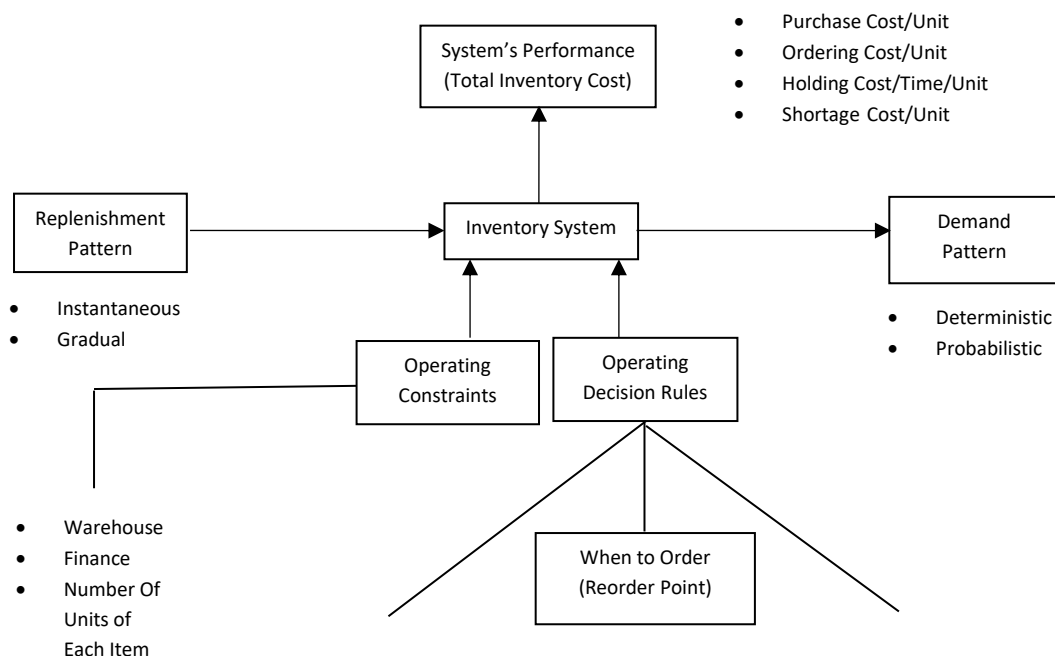 • Purchase Cost/Unit
• Ordering Cost/Unit
• Holding Cost/Time/Unit
• Shortage Cost/Unit
System’s Performance
(Total Inventory Cost)
Replenishment
Pattern
Inventory System
Demand
Pattern
• Instantaneous
• Gradual
• Deterministic
• Probabilistic
Operating
Constraints
Operating
Decision Rules
• Warehouse
• Finance
• Number Of
Units of
Each Item
When to Order
(Reorder Point)